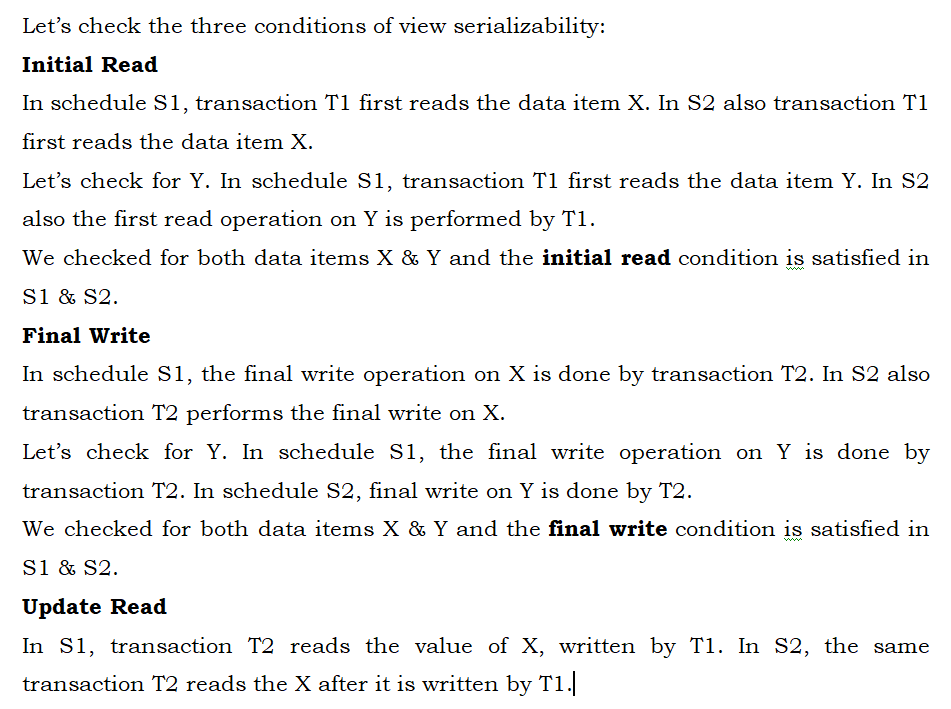 Let’s check the three conditions of view serializability:
Initial Read
In schedule S1, transaction T1 first reads the data item X. In S2 also transaction T1
first reads the data item X.
Let’s check for Y. In schedule S1, transaction T1 first reads the data item Y. In S2
also the first read operation on Y is performed by T1.
We checked for both data items X & Y and the initial read condition is satisfied in
S1 & S2.
Final Write
In schedule S1, the final write operation on X is done by transaction T2. In S2 also
transaction T2 performs the final write on X.
Let’s check for Y. In schedule S1, the final write operation on Y is done by
transaction T2. In schedule S2, final write on Y is done by T2.
We checked for both data items X & Y and the final write condition is satisfied in
S1 & S2.
Update Read
In S1, transaction T2 reads the value of X, written by T1. In S2, the same
transaction T2 reads the X after it is written by T1.